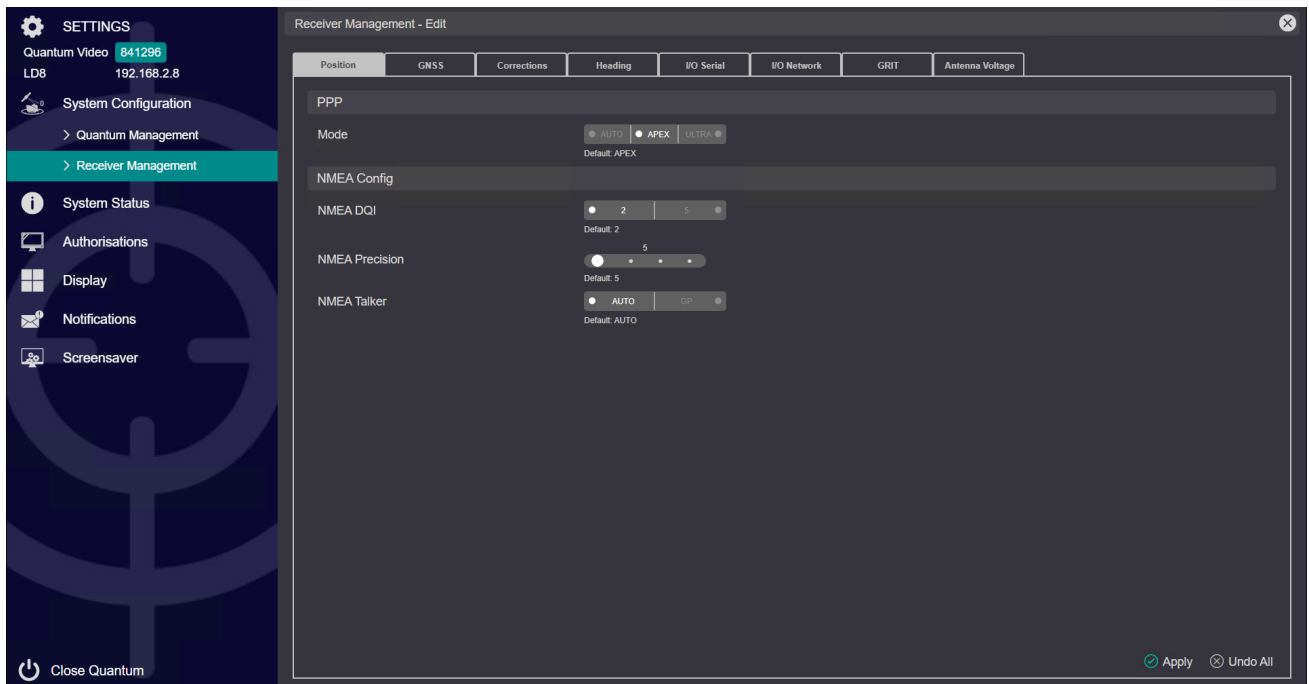 SETTINGS
Quantum Video 841296
LD8 192.168.2.8
System Configuration
> Quantum Management
> Receiver Management
System Status
Authorisations
Display
Notifications
Screensaver
Close Quantum
Receiver Management - Edit
Position GNSS Corrections Heading I/O Serial I/O Network GRIT Antenna Voltage
PPP
Mode AUTO APEX ULTRA
Default: APEX
NMEA Config
NMEA DQI 2 5
Default: 2
5
NMEA Precision
Default: 5
NMEA Talker AUTO GP
Default: AUTO
Apply Undo All